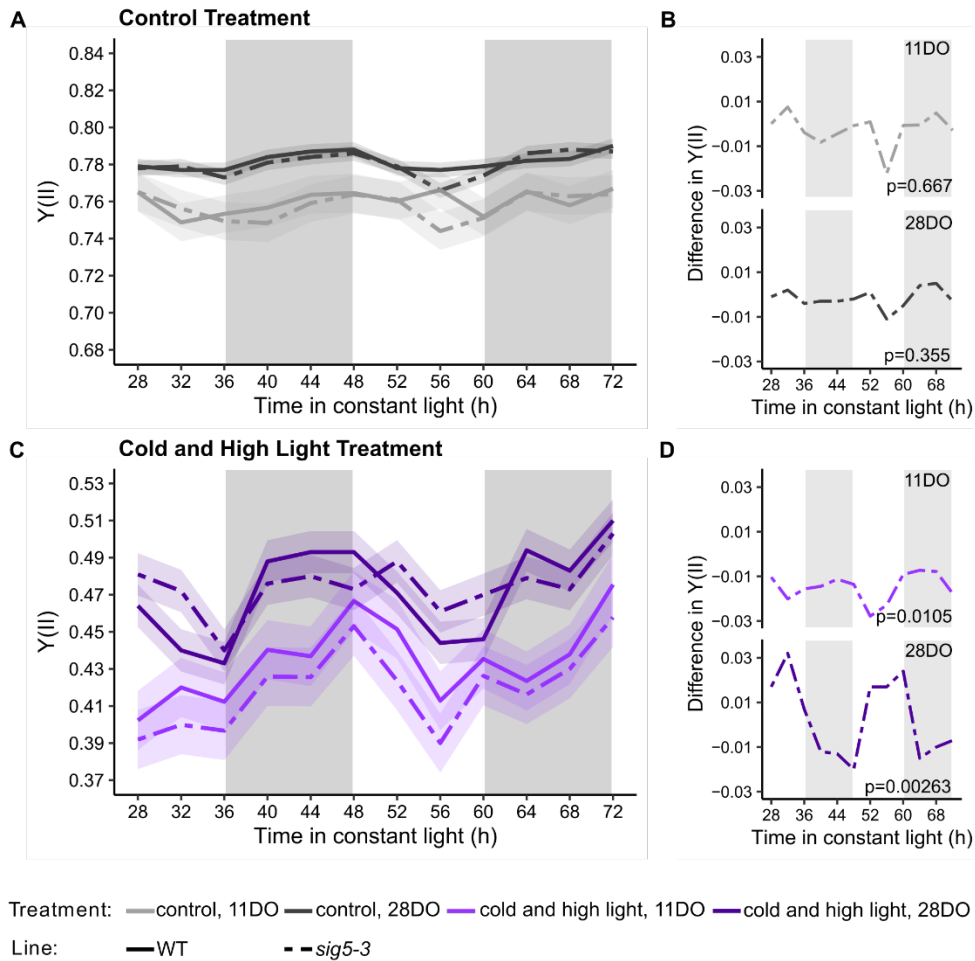 A Control Treatment
Y(II)
0.84
0.82
0.80
0.78
0.76
0.74
0.72
0.70
0.68
28 32 36 40 44 48 52 56 60 64 68 72
Time in constant light (h)
B
Difference in Y(II)
11DO
0.03
0.01
−0.01
−0.03
p=0.667
28DO
0.03
0.01
−0.01
−0.03
p=0.355
28 36 44 52 60 68
Time in constant light (h)
C Cold and High Light Treatment
Y(II)
0.53
0.51
0.49
0.47
0.45
0.43
0.41
0.39
0.37
28 32 36 40 44 48 52 56 60 64 68 72
Time in constant light (h)
D
Difference in Y(II)
11DO
0.03
0.01
−0.01
−0.03
p=0.0105
28DO
0.03
0.01
−0.01
−0.03
p=0.00263
28 36 44 52 60 68
Time in constant light (h)
Treatment: control, 11DO control, 28DO cold and high light, 11DO cold and high light, 28DO
Line: WT sig5-3